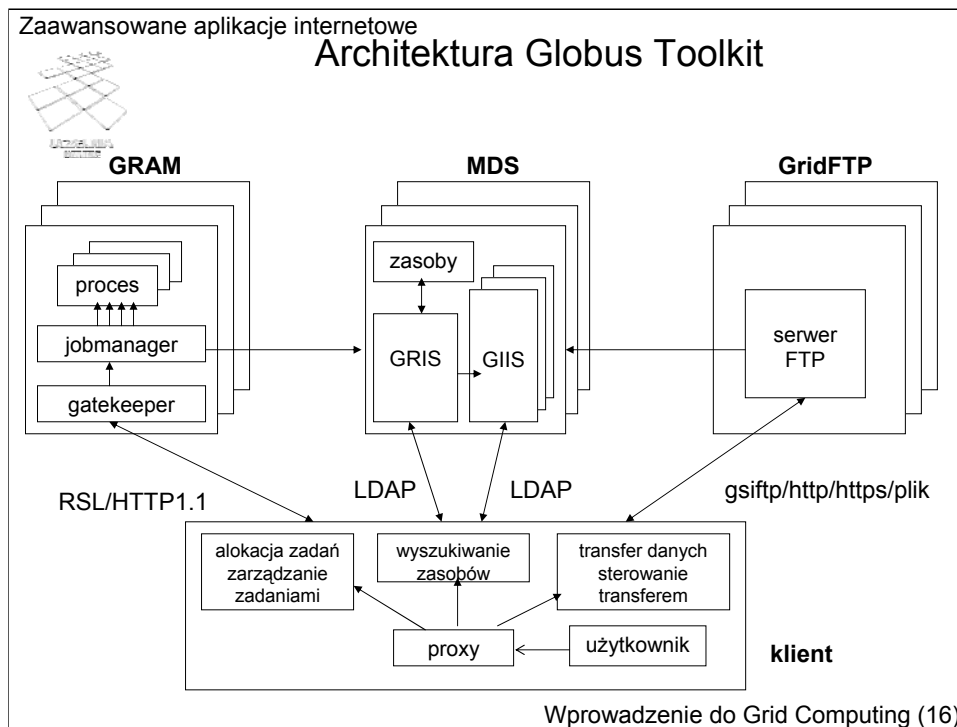 Zaawansowane aplikacje internetowe
Architektura Globus Toolkit
GRAM
MDS
GridFTP
proces
jobmanager
gatekeeper
zasoby
GRIS
GIIS
serwer
FTP
RSL/HTTP1.1
LDAP
LDAP
gsiftp/http/https/plik
alokacja zadań
zarządzanie
zadaniami
wyszukiwanie
zasobów
transfer danych
sterowanie
transferem
proxy
użytkownik
klient
Wprowadzenie do Grid Computing (16)